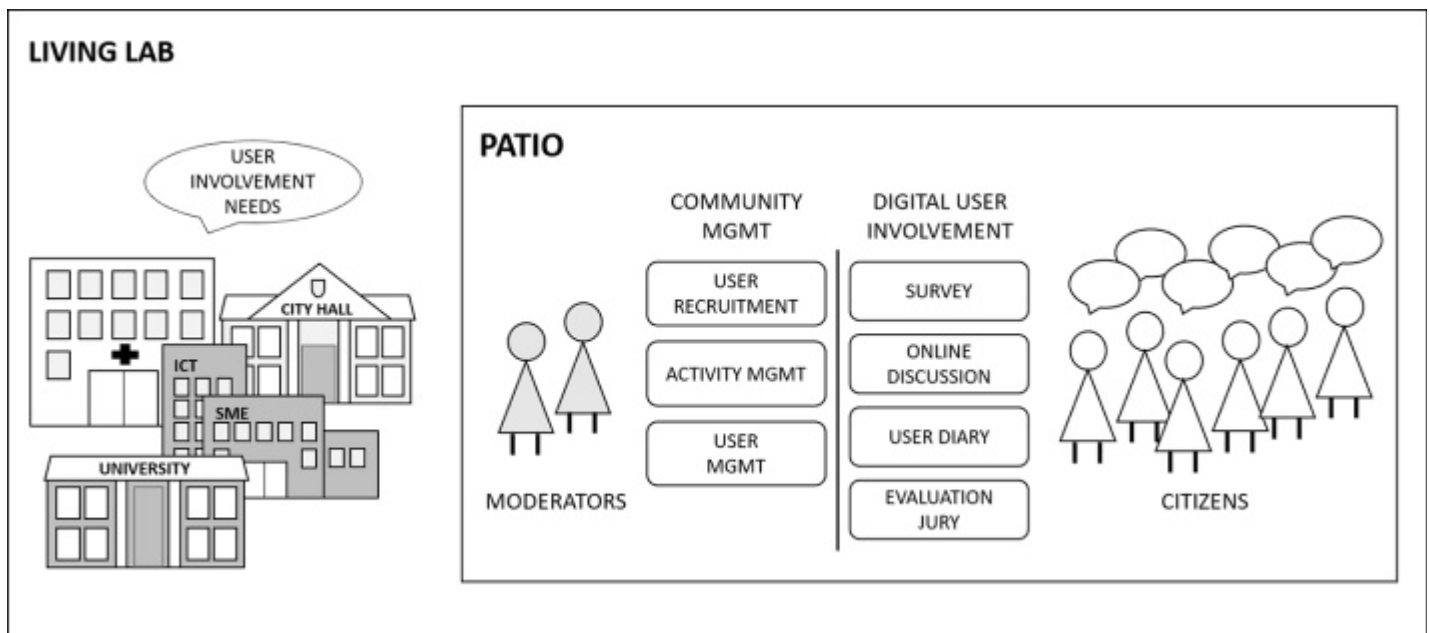 LIVING LAB
USER
INVOLVEMENT
NEEDS
CITY HALL
ICT
SME
UNIVERSITY
PATIO
COMMUNITY
MGMT
USER
RECRUITMENT
ACTIVITY MGMT
USER
MGMT
DIGITAL USER
INVOLVEMENT
SURVEY
ONLINE
DISCUSSION
USER DIARY
EVALUATION
JURY
MODERATORS
CITIZENS